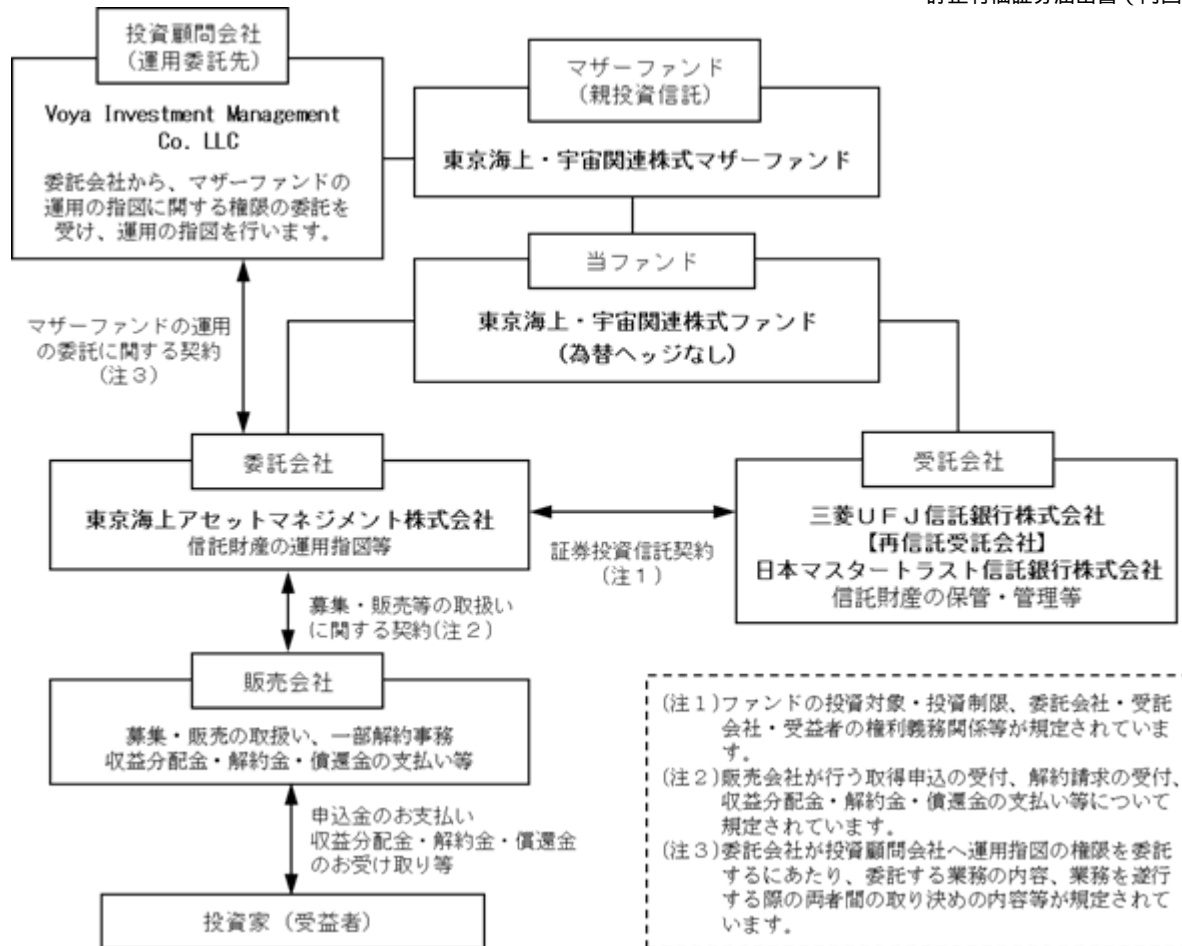 投資顧問会社
(運用委託先)
Voya Investment Management
Co. LLC
委託会社から、マザーファンドの
運用の指図に関する権限の委託を
受け、運用の指図を行います。
マザーファンド
(親投資信託)
東京海上・宇宙関連株式マザーファンド
当ファンド
東京海上・宇宙関連株式ファンド
(為替ヘッジなし)
マザーファンドの運用
の委託に関する契約
(注3)
委託会社
東京海上アセットマネジメント株式会社
信託財産の運用指図等
証券投資信託契約
(注1)
受託会社
三菱UFJ信託銀行株式会社
【再信託受託会社】
日本マスタートラスト信託銀行株式会社
信託財産の保管・管理等
募集・販売等の取扱い
に関する契約(注2)
販売会社
募集・販売の取扱い、一部解約事務
収益分配金・解約金・償還金の支払い等
申込金のお支払い
収益分配金・解約金・償還金
のお受け取り等
投資家(受益者)
(注1)ファンドの投資対象・投資制限、委託会社・受託
会社・受益者の権利義務関係等が規定されていま
す。
(注2)販売会社が行う取得申込の受付、解約請求の受付、
収益分配金・解約金・償還金の支払い等について
規定されています。
(注3)委託会社が投資顧問会社へ運用指図の権限を委託
するにあたり、委託する業務の内容、業務を遂行
する際の両者間の取り決めの内容等が規定されて
います。